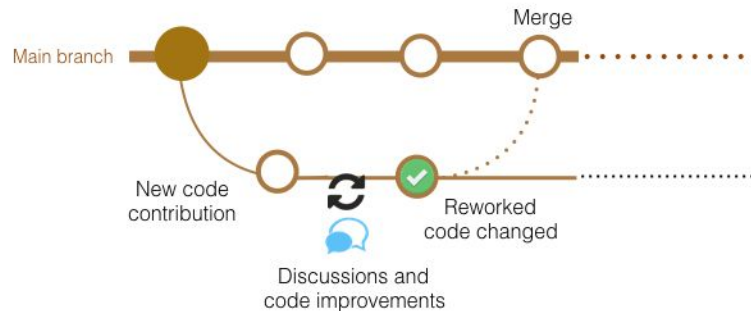 Merge
Main branch
New code
contribution
Reworked
code changed
Discussions and
code improvements